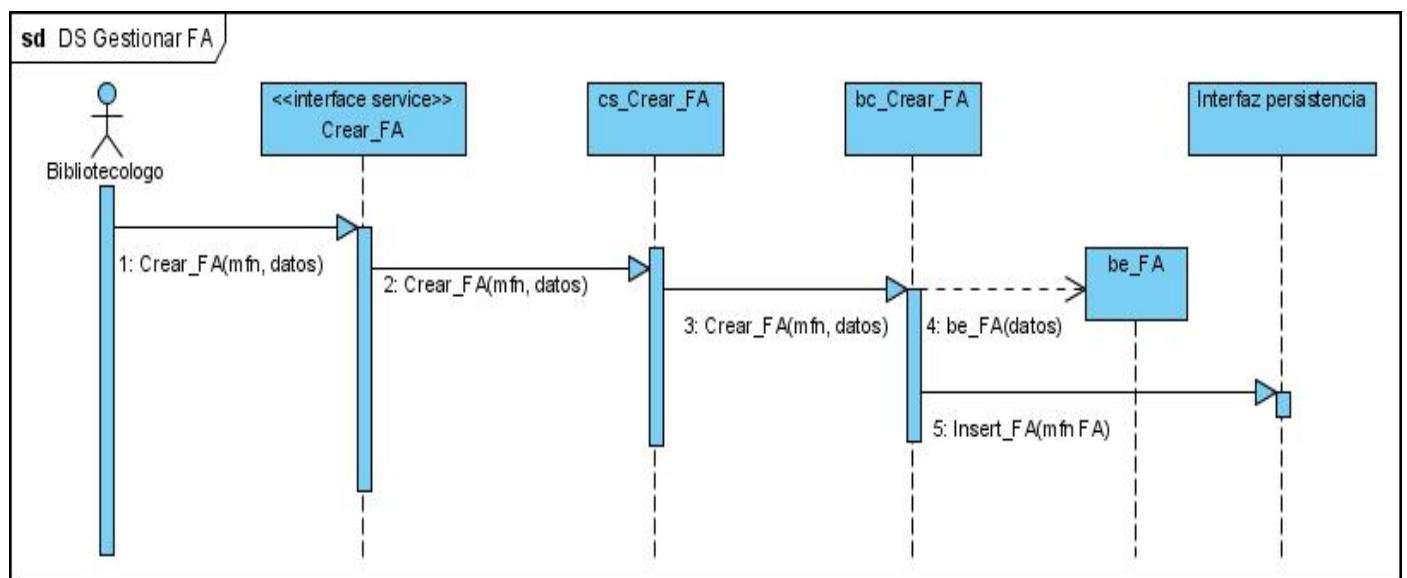 sd DS Gestionar FA
Bibliotecologo
<<interface service>>
Crear_FA
cs_Crear_FA
bc_Crear_FA
Interfaz persistencia
be_FA
1: Crear_FA(mfn, datos)
2: Crear_FA(mfn, datos)
3: Crear_FA(mfn, datos)
4: be_FA(datos)
5: Insert_FA(mfn FA)